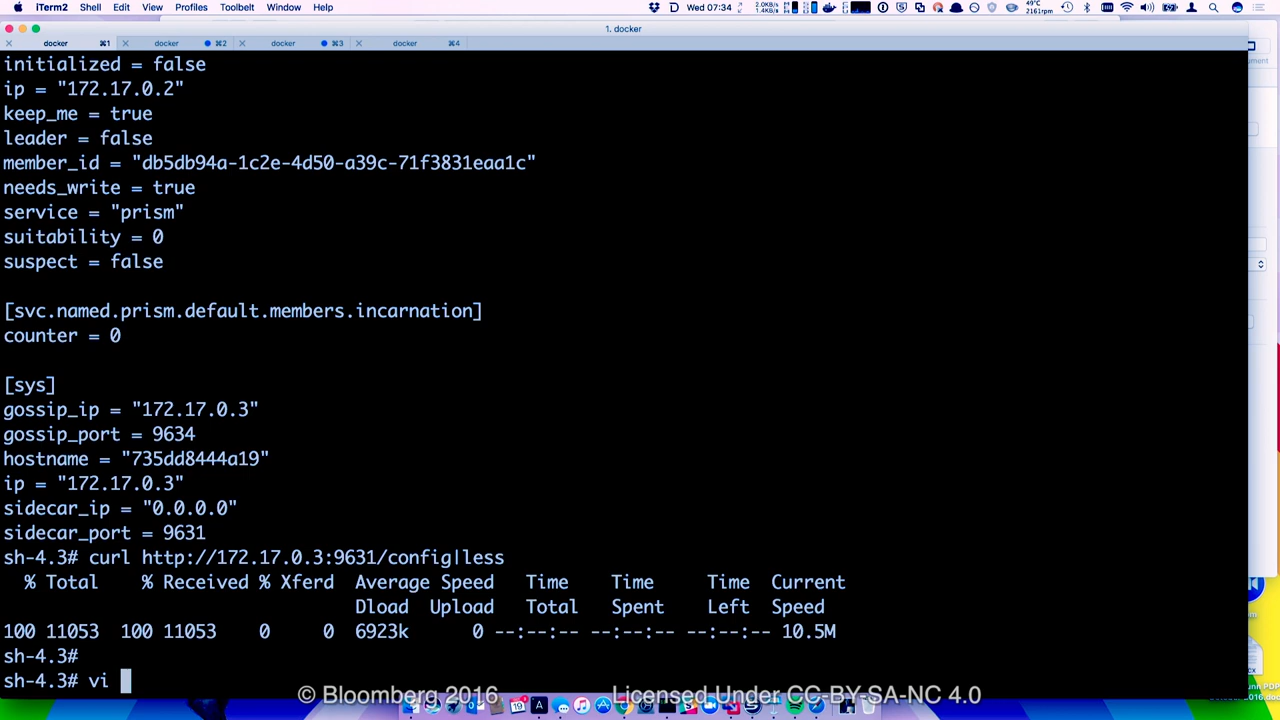 iTerm2 Shell Edit View Profiles Toolbelt Window Help
2.0KB/s
1.4KB/s
49°C
2161rpm
Wed 07:34
1. docker
docker ⌘1 docker ⌘2 docker ⌘3 docker ⌘4
initialized = false
ip = "172.17.0.2"
keep_me = true
leader = false
member_id = "db5db94a-1c2e-4d50-a39c-71f3831eaa1c"
needs_write = true
service = "prism"
suitability = 0
suspect = false
[svc.named.prism.default.members.incarnation]
counter = 0
[sys]
gossip_ip = "172.17.0.3"
gossip_port = 9634
hostname = "735dd8444a19"
ip = "172.17.0.3"
sidecar_ip = "0.0.0.0"
sidecar_port = 9631
sh-4.3# curl http://172.17.0.3:9631/config|less
% Total % Received % Xferd Average Speed Time Time Time Current
Dload Upload Total Spent Left Speed
100 11053 100 11053 0 0 6923k 0 --:--:-- --:--:-- --:--:-- 10.5M
sh-4.3#
sh-4.3# vi
© Bloomberg 2016 Licensed Under CC-BY-SA-NC 4.0